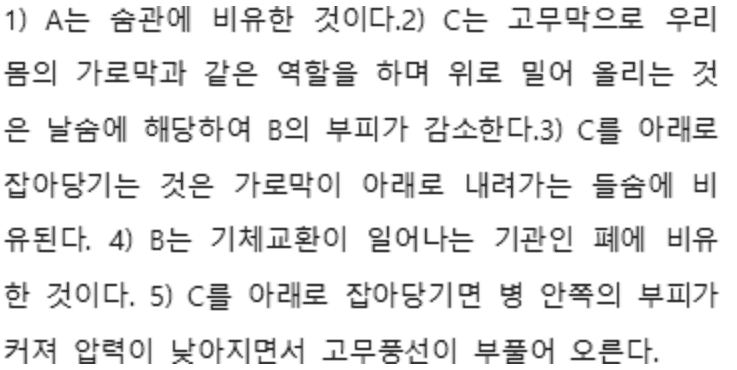 1) A는 숨관에 비유한 것이다.2) C는 고무막으로 우리
몸의 가로막과 같은 역할을 하며 위로 밀어 올리는 것
은 날숨에 해당하여 B의 부피가 감소한다.3) C를 아래로
잡아당기는 것은 가로막이 아래로 내려가는 들숨에 비
유된다. 4) B는 기체교환이 일어나는 기관인 폐에 비유
한 것이다. 5) C를 아래로 잡아당기면 병 안쪽의 부피가
커져 압력이 낮아지면서 고무풍선이 부풀어 오른다.